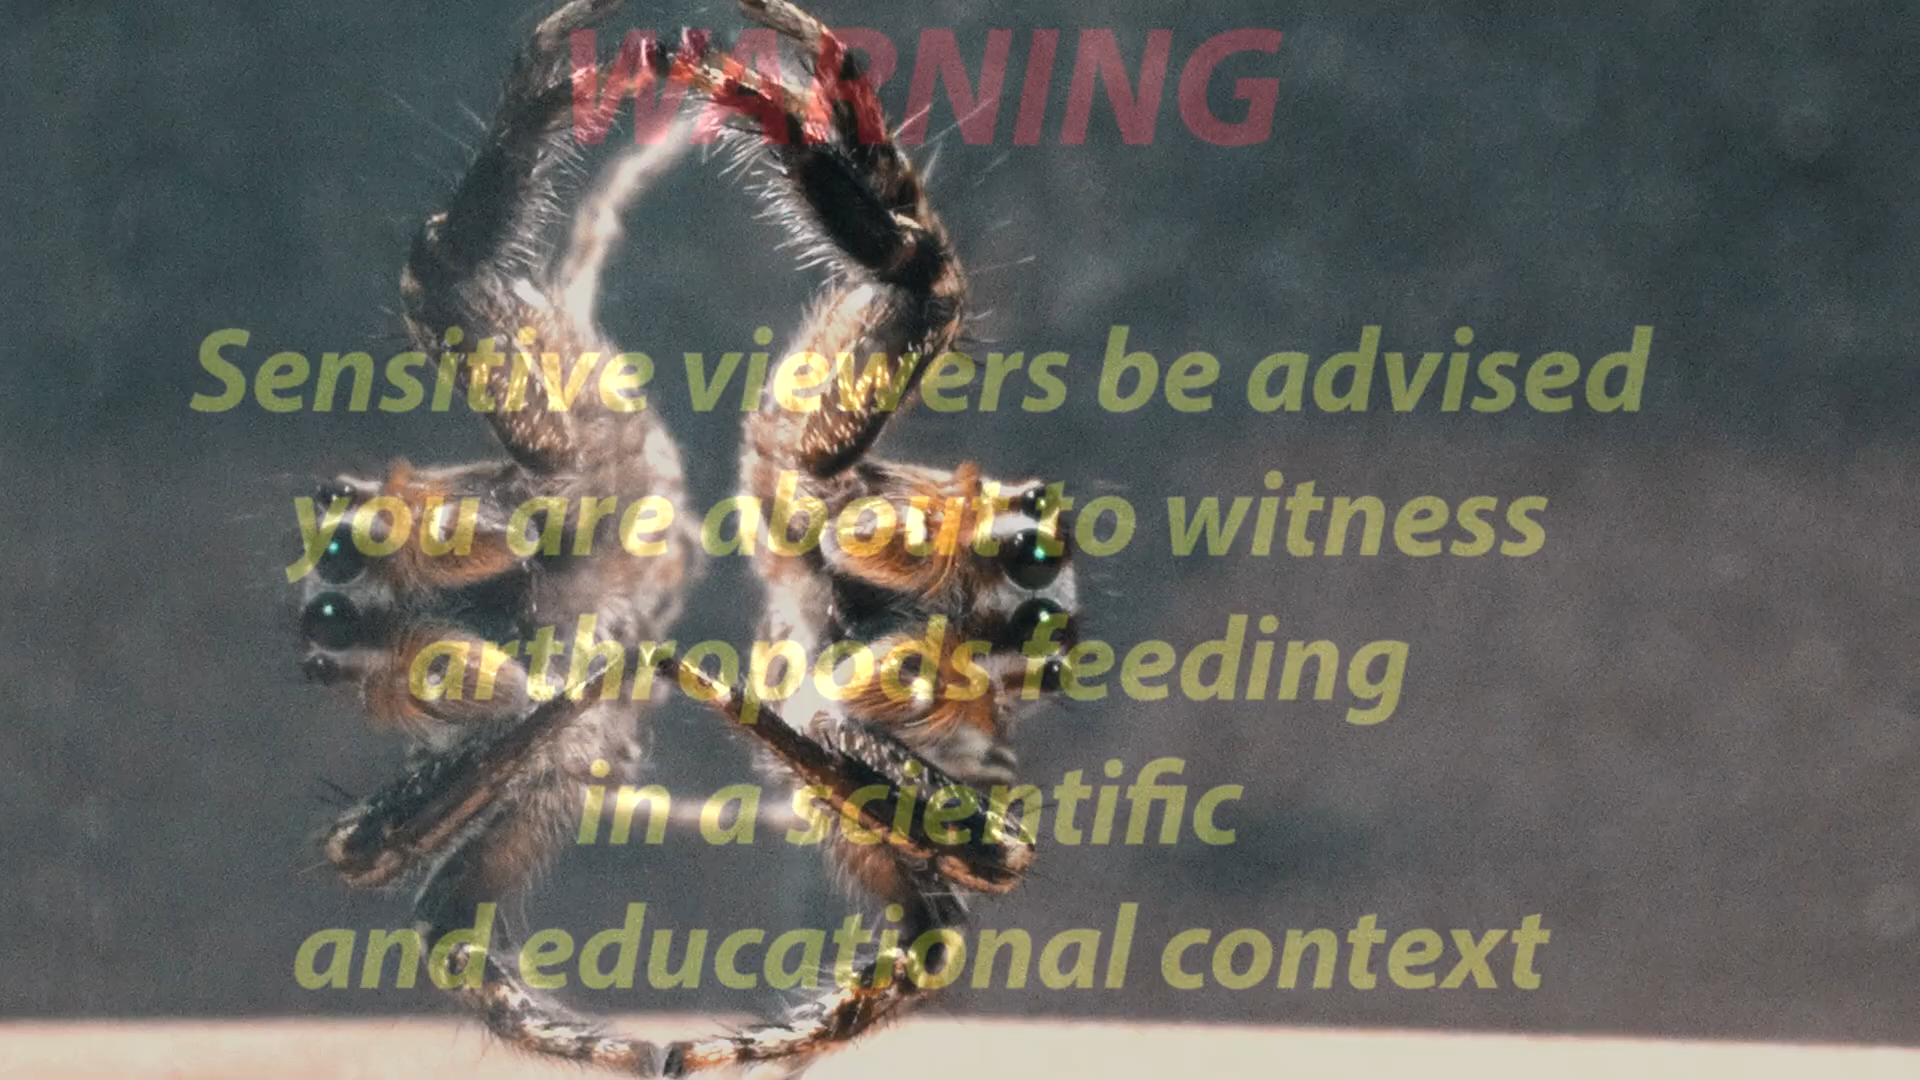 WARNING
Sensitive viewers be advised
you are about to witness
arthropods feeding
in a scientific
and educational context